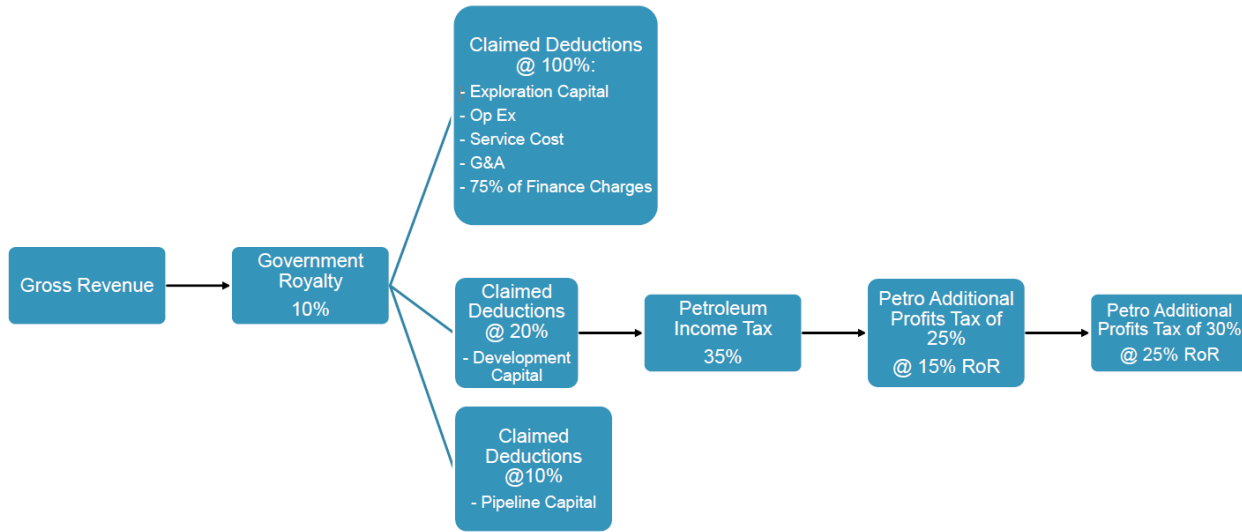 Gross Revenue
Government
Royalty
10%
Claimed Deductions
@ 100%:
- Exploration Capital
- Op Ex
- Service Cost
- G&A
- 75% of Finance Charges
Claimed
Deductions
@ 20%
- Development
Capital
Claimed
Deductions
@10%
- Pipeline Capital
Petroleum
Income Tax
35%
Petro Additional
Profits Tax of
25%
@ 15% RoR
Petro Additional
Profits Tax of 30%
@ 25% RoR